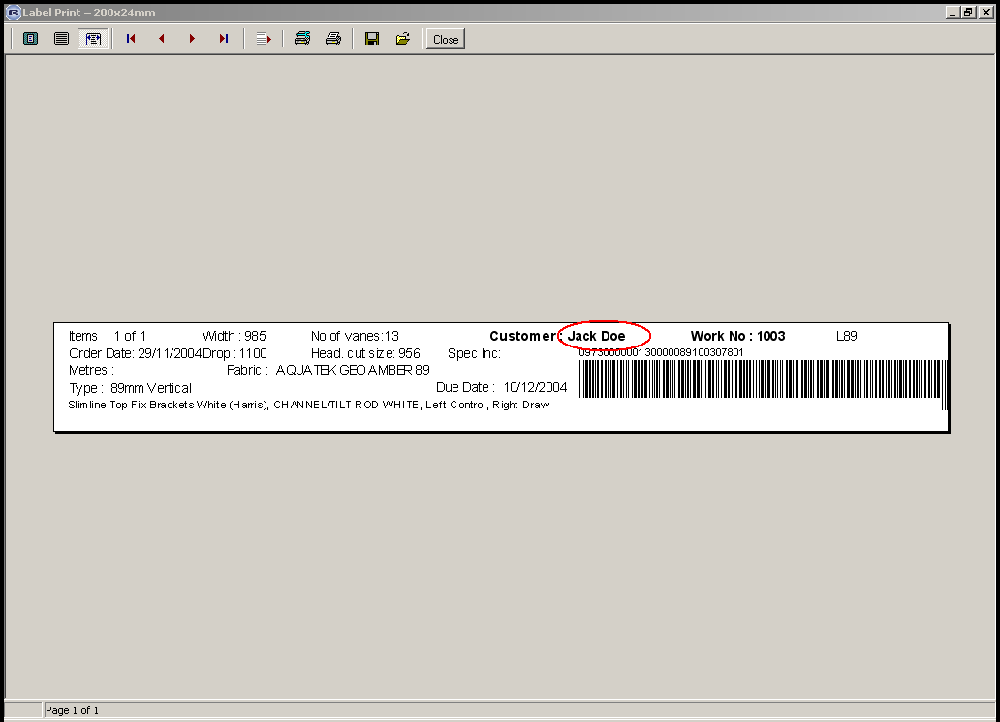 Label Print – 200x24mm
Close
Items 1 of 1 Width : 985 No of vanes:13 Customer : Jack Doe Work No : 1003 L89
Order Date: 29/11/2004 Drop : 1100 Head. cut size: 956 Spec Inc: 0973000000130000089100307801
Metres : Fabric : AQUATEK GEO AMBER 89
Type : 89mm Vertical Due Date : 10/12/2004
Slimline Top Fix Brackets White (Harris), CHANNEL/TILT ROD WHITE, Left Control, Right Draw
Page 1 of 1